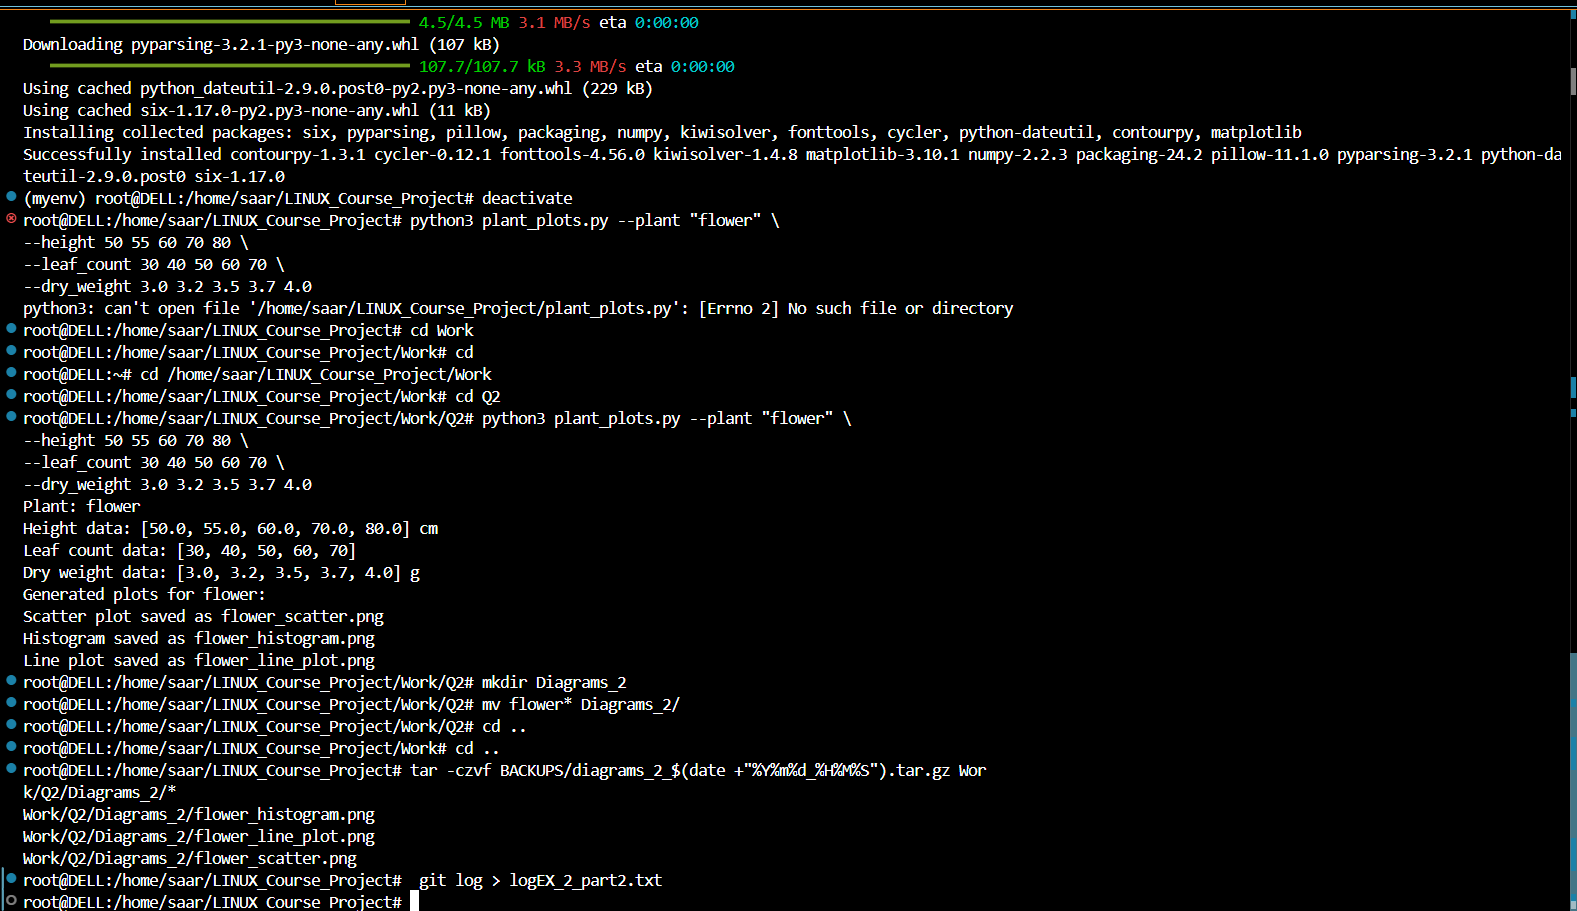 4.5/4.5 MB 3.1 MB/s eta 0:00:00
Downloading pyparsing-3.2.1-py3-none-any.whl (107 kB)
107.7/107.7 kB 3.3 MB/s eta 0:00:00
Using cached python_dateutil-2.9.0.post0-py2.py3-none-any.whl (229 kB)
Using cached six-1.17.0-py2.py3-none-any.whl (11 kB)
Installing collected packages: six, pyparsing, pillow, packaging, numpy, kiwisolver, fonttools, cycler, python-dateutil, contourpy, matplotlib
Successfully installed contourpy-1.3.1 cycler-0.12.1 fonttools-4.56.0 kiwisolver-1.4.8 matplotlib-3.10.1 numpy-2.2.3 packaging-24.2 pillow-11.1.0 pyparsing-3.2.1 python-da
teutil-2.9.0.post0 six-1.17.0
(myenv) root@DELL:/home/saar/LINUX_Course_Project# deactivate
root@DELL:/home/saar/LINUX_Course_Project# python3 plant_plots.py --plant "flower" \
--height 50 55 60 70 80 \
--leaf_count 30 40 50 60 70 \
--dry_weight 3.0 3.2 3.5 3.7 4.0
python3: can't open file '/home/saar/LINUX_Course_Project/plant_plots.py': [Errno 2] No such file or directory
root@DELL:/home/saar/LINUX_Course_Project# cd Work
root@DELL:/home/saar/LINUX_Course_Project/Work# cd
root@DELL:~# cd /home/saar/LINUX_Course_Project/Work
root@DELL:/home/saar/LINUX_Course_Project/Work# cd Q2
root@DELL:/home/saar/LINUX_Course_Project/Work/Q2# python3 plant_plots.py --plant "flower" \
--height 50 55 60 70 80 \
--leaf_count 30 40 50 60 70 \
--dry_weight 3.0 3.2 3.5 3.7 4.0
Plant: flower
Height data: [50.0, 55.0, 60.0, 70.0, 80.0] cm
Leaf count data: [30, 40, 50, 60, 70]
Dry weight data: [3.0, 3.2, 3.5, 3.7, 4.0] g
Generated plots for flower:
Scatter plot saved as flower_scatter.png
Histogram saved as flower_histogram.png
Line plot saved as flower_line_plot.png
root@DELL:/home/saar/LINUX_Course_Project/Work/Q2# mkdir Diagrams_2
root@DELL:/home/saar/LINUX_Course_Project/Work/Q2# mv flower* Diagrams_2/
root@DELL:/home/saar/LINUX_Course_Project/Work/Q2# cd ..
root@DELL:/home/saar/LINUX_Course_Project/Work# cd ..
root@DELL:/home/saar/LINUX_Course_Project# tar -czvf BACKUPS/diagrams_2_$(date +"%Y%m%d_%H%M%S").tar.gz Wor
k/Q2/Diagrams_2/*
Work/Q2/Diagrams_2/flower_histogram.png
Work/Q2/Diagrams_2/flower_line_plot.png
Work/Q2/Diagrams_2/flower_scatter.png
root@DELL:/home/saar/LINUX_Course_Project#  git log > logEX_2_part2.txt
root@DELL:/home/saar/LINUX_Course_Project#